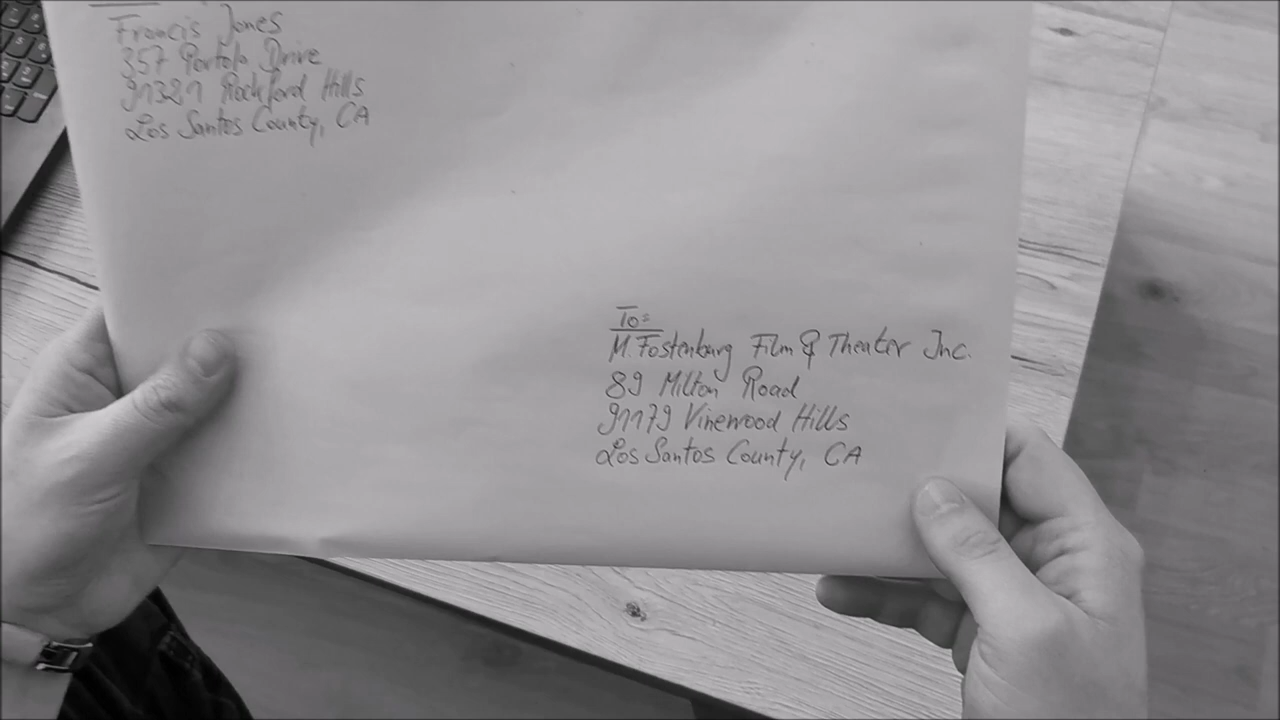 Francis Jones
357 Portola Drive
91321 Rockford Hills
Los Santos County, CA
To:
M. Fostenburg Film & Theater Inc.
89 Milton Road
91179 Vinewood Hills
Los Santos County, CA